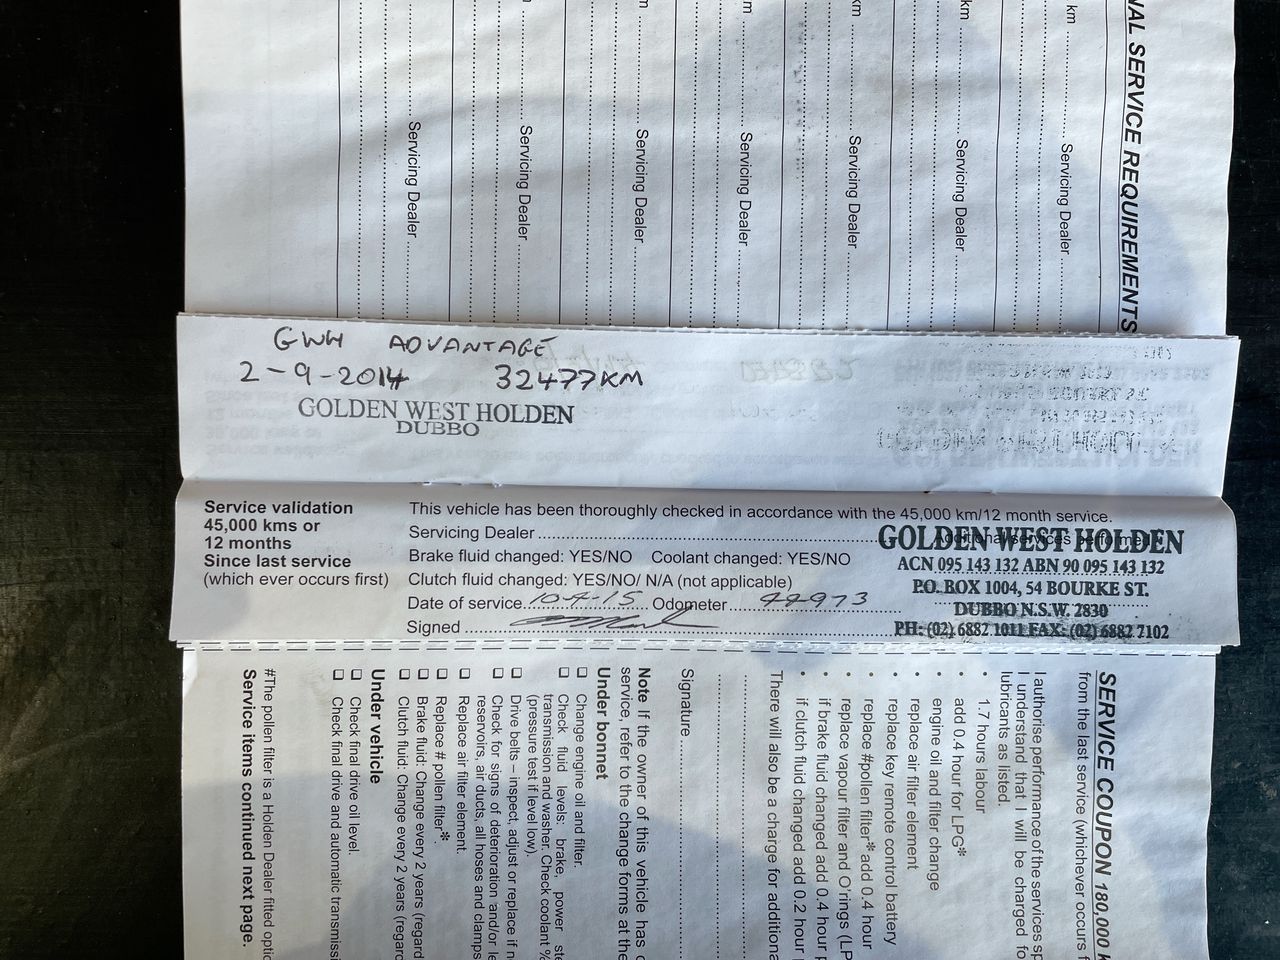 NAL SERVICE REQUIREMENTS
km Servicing Dealer
km Servicing Dealer
km Servicing Dealer
m Servicing Dealer
m Servicing Dealer
Servicing Dealer
Servicing Dealer
GWH ADVANTAGE
2-9-2014 32477KM
GOLDEN WEST HOLDEN
DUBBO
Service validation
45,000 kms or
12 months
Since last service
(which ever occurs first)
This vehicle has been thoroughly checked in accordance with the 45,000 km/12 month service.
Servicing Dealer
Brake fluid changed: YES/NO Coolant changed: YES/NO
Clutch fluid changed: YES/NO/ N/A (not applicable)
Date of service 10-4-15 Odometer 44973
Signed
Additional services performed
GOLDEN WEST HOLDEN
ACN 095 143 132 ABN 90 095 143 132
P.O. BOX 1004, 54 BOURKE ST.
DUBBO N.S.W. 2830
PH: (02) 6882 1011 FAX: (02) 6882 7102
SERVICE COUPON 180,000 k
from the last service (whichever occurs f
I authorise performance of the services sp
I understand that I will be charged fo
lubricants as listed.
• 1.7 hours labour
• add 0.4 hour for LPG*
• engine oil and filter change
• replace air filter element
• replace key remote control battery
• replace #pollen filter* add 0.4 hour
• replace vapour filter and O'rings (LP
• if brake fluid changed add 0.4 hour p
• if clutch fluid changed add 0.2 hour p
There will also be a charge for additiona
Signature
Note If the owner of this vehicle has c
service, refer to the change forms at the
Under bonnet
❑ Change engine oil and filter.
❑ Check fluid levels; brake, power ste
transmission and washer. Check coolant %
(pressure test if level low).
❑ Drive belts – inspect, adjust or replace if n
❑ Check for signs of deterioration and/or le
reservoirs, air ducts, all hoses and clamps
❑ Replace air filter element.
❑ Replace # pollen filter*
❑ Brake fluid: Change every 2 years (regard
❑ Clutch fluid: Change every 2 years (regard
Under vehicle
❑ Check final drive oil level.
❑ Check final drive and automatic transmissi
#The pollen filter is a Holden Dealer fitted optic
Service items continued next page.